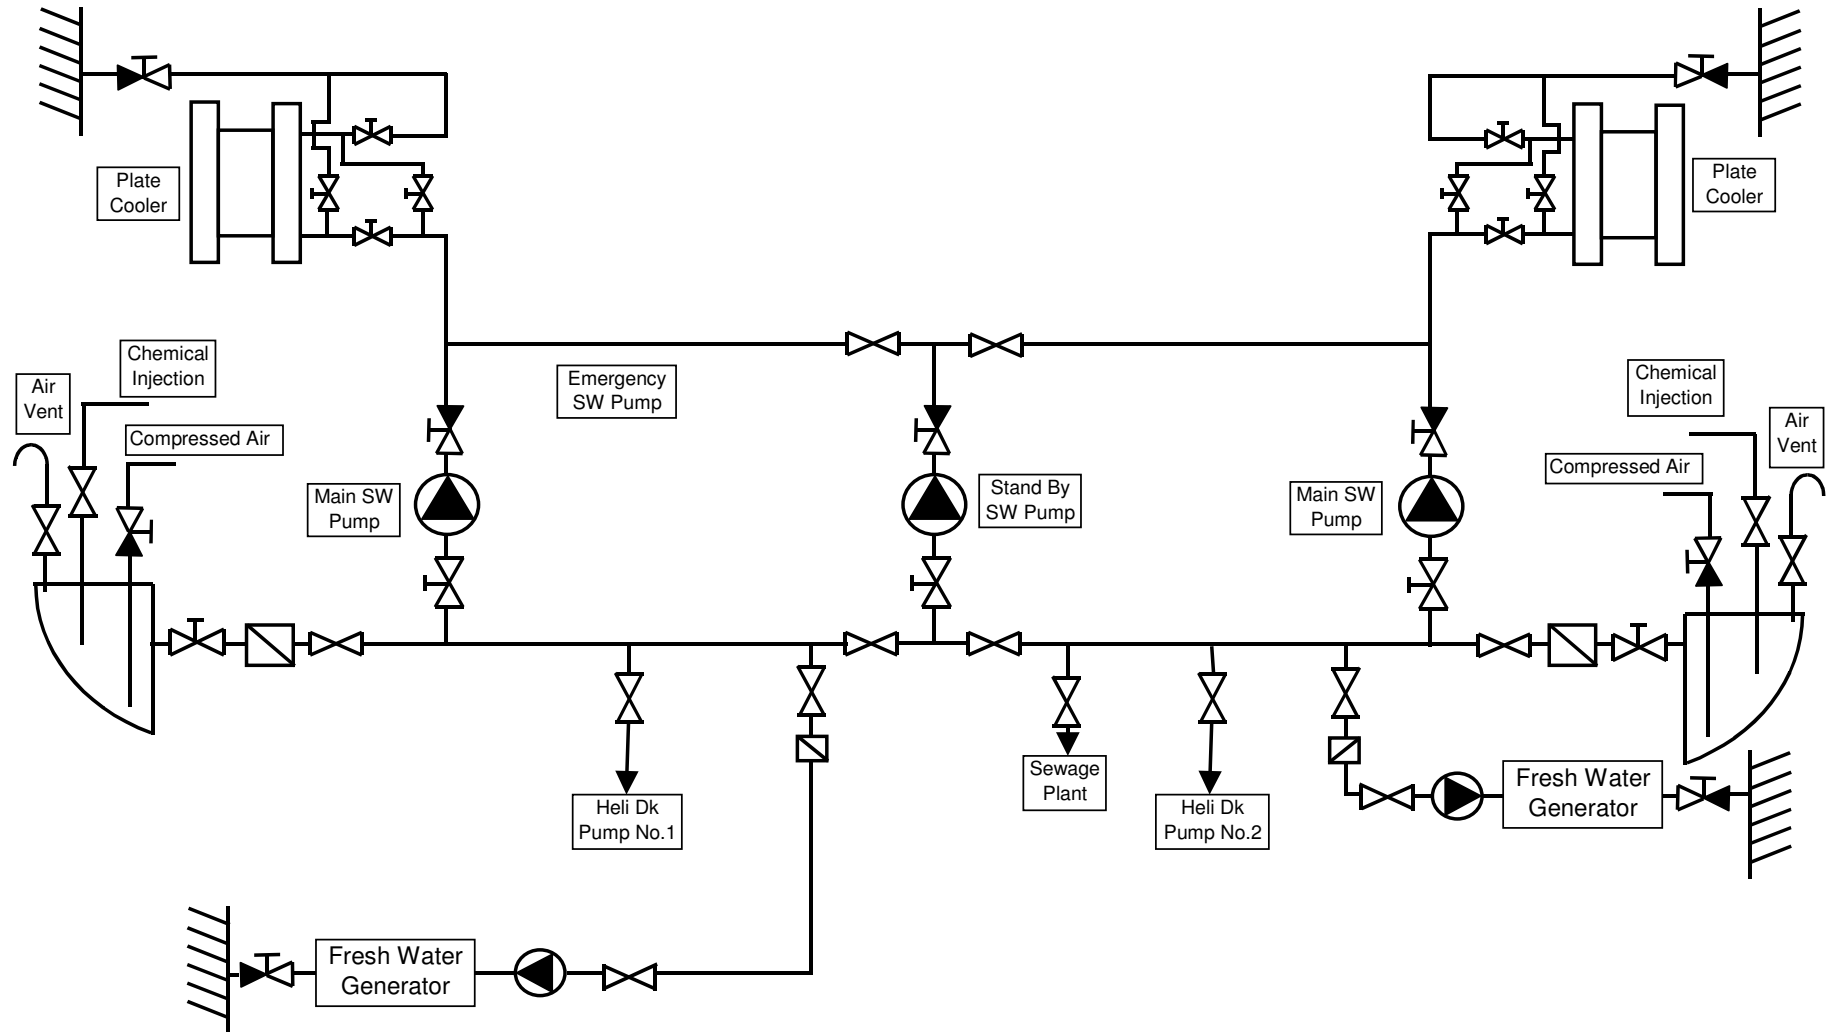 Plate
Cooler
Plate
Cooler
Chemical
Injection
Air
Vent
Compressed Air
Emergency
SW Pump
Main SW
Pump
Stand By
SW Pump
Main SW
Pump
Chemical
Injection
Air
Vent
Compressed Air
Heli Dk
Pump No.1
Sewage
Plant
Heli Dk
Pump No.2
Fresh Water
Generator
Fresh Water
Generator